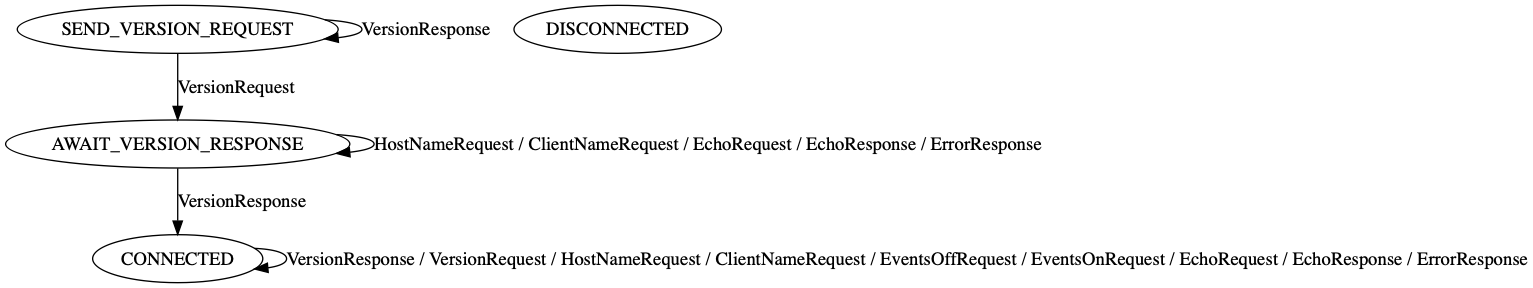 SEND_VERSION_REQUEST
VersionResponse
DISCONNECTED
VersionRequest
AWAIT_VERSION_RESPONSE
HostNameRequest / ClientNameRequest / EchoRequest / EchoResponse / ErrorResponse
VersionResponse
CONNECTED
VersionResponse / VersionRequest / HostNameRequest / ClientNameRequest / EventsOffRequest / EventsOnRequest / EchoRequest / EchoResponse / ErrorResponse